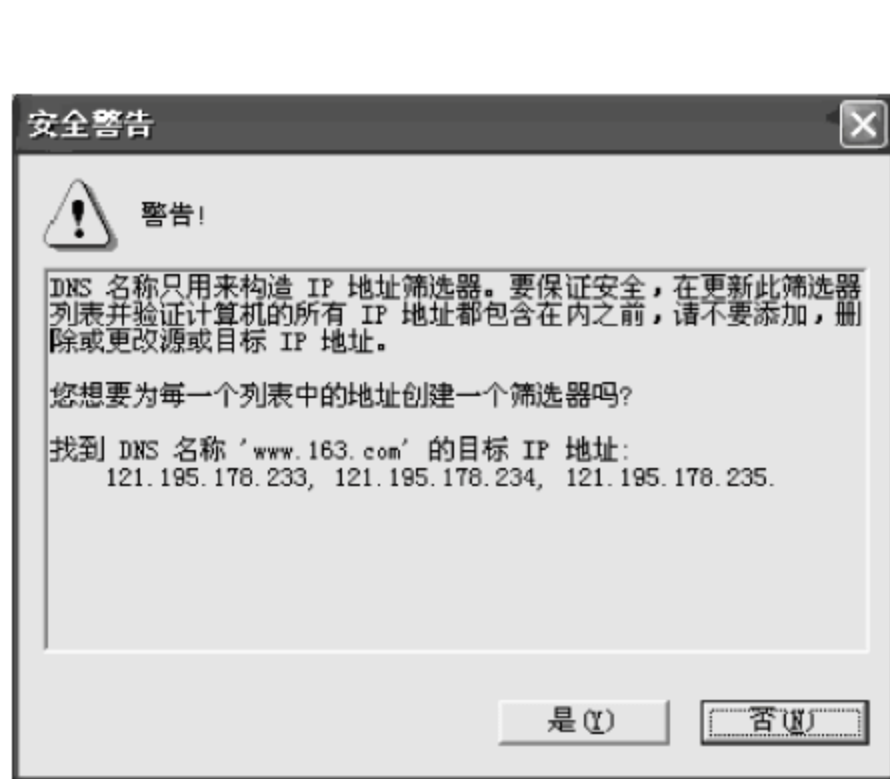 安全警告
警告!
DNS 名称只用来构造 IP 地址筛选器。要保证安全，在更新此筛选器
列表并验证计算机的所有 IP 地址都包含在内之前，请不要添加，删
除或更改源或目标 IP 地址。
您想要为每一个列表中的地址创建一个筛选器吗?
找到 DNS 名称 'www.163.com' 的目标 IP 地址:
121.195.178.233, 121.195.178.234, 121.195.178.235.
是(Y)
否(N)